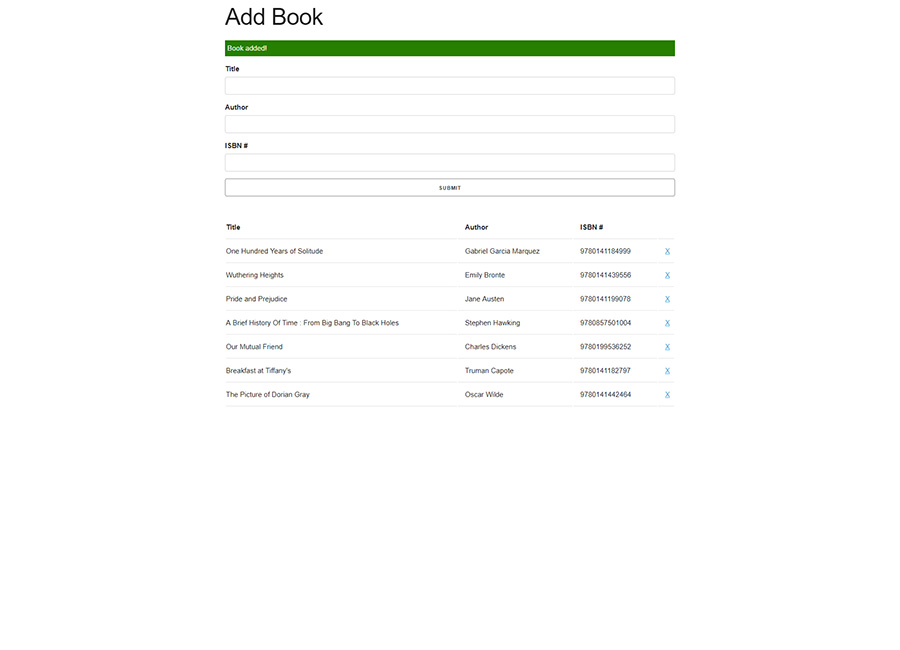 Add Book
Book added!
Title
Author
ISBN #
SUBMIT
Title Author ISBN #
One Hundred Years of Solitude Gabriel Garcia Marquez 9780141184999 X
Wuthering Heights Emily Bronte 9780141439556 X
Pride and Prejudice Jane Austen 9780141199078 X
A Brief History Of Time : From Big Bang To Black Holes Stephen Hawking 9780857501004 X
Our Mutual Friend Charles Dickens 9780199536252 X
Breakfast at Tiffany's Truman Capote 9780141182797 X
The Picture of Dorian Gray Oscar Wilde 9780141442464 X